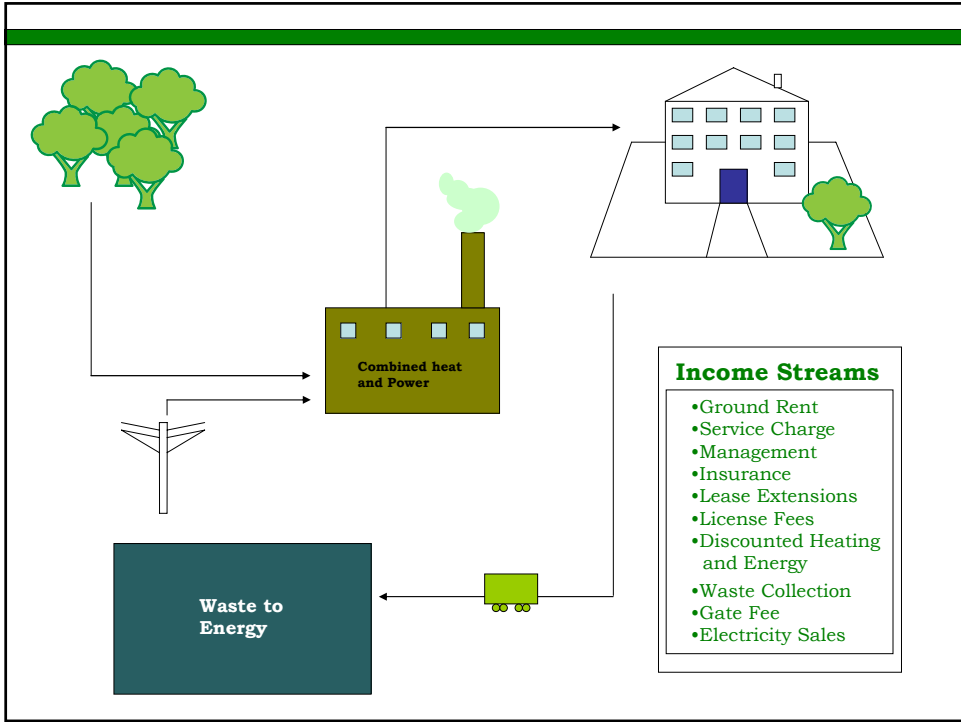 Combined heat
and Power
Income Streams
•Ground Rent
•Service Charge
•Management
•Insurance
•Lease Extensions
•License Fees
•Discounted Heating
and Energy
•Waste Collection
•Gate Fee
•Electricity Sales
Waste to
Energy